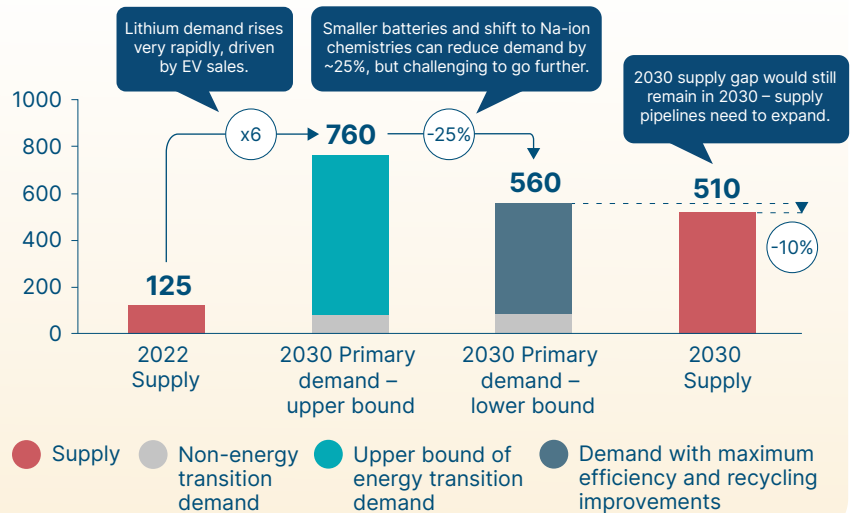 Lithium demand rises
very rapidly, driven
by EV sales.
Smaller batteries and shift to Na-ion
chemistries can reduce demand by
~25%, but challenging to go further.
2030 supply gap would still
remain in 2030 – supply
pipelines need to expand.
1000
800
600
400
200
0
x6
-25%
-10%
125
760
560
510
2022
Supply
2030 Primary
demand –
upper bound
2030 Primary
demand –
lower bound
2030
Supply
Supply
Non-energy
transition
demand
Upper bound of
energy transition
demand
Demand with maximum
efficiency and recycling
improvements